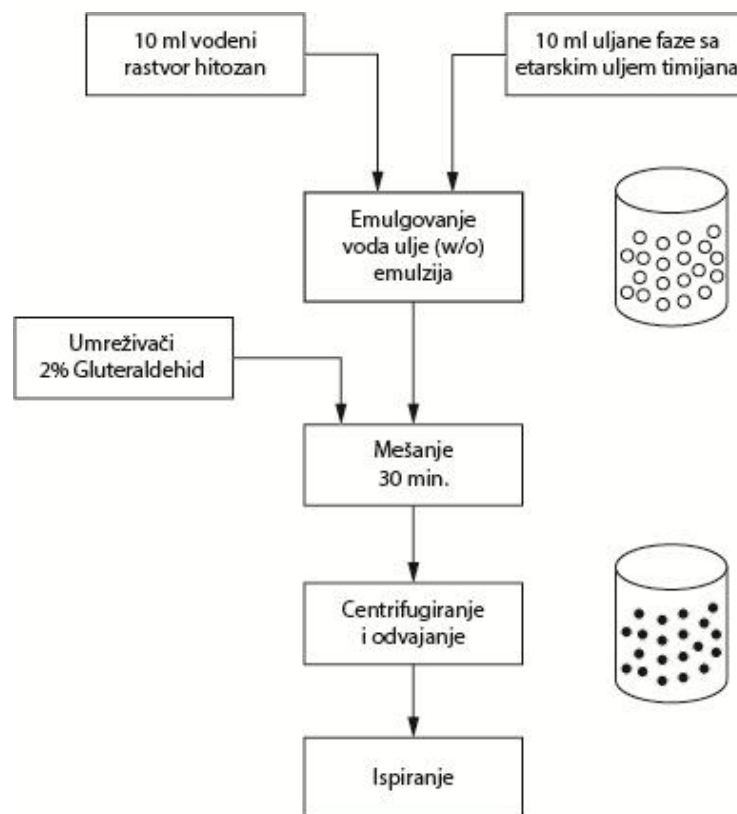 10 ml vodeni
rastvor hitozan
10 ml uljane faze sa
etarskim uljem timijana
Emulgovanje
voda ulje (w/o)
emulzija
Umreživači
2% Gluteraldehid
Mešanje
30 min.
Centrifugiranje
i odvajanje
Ispiranje